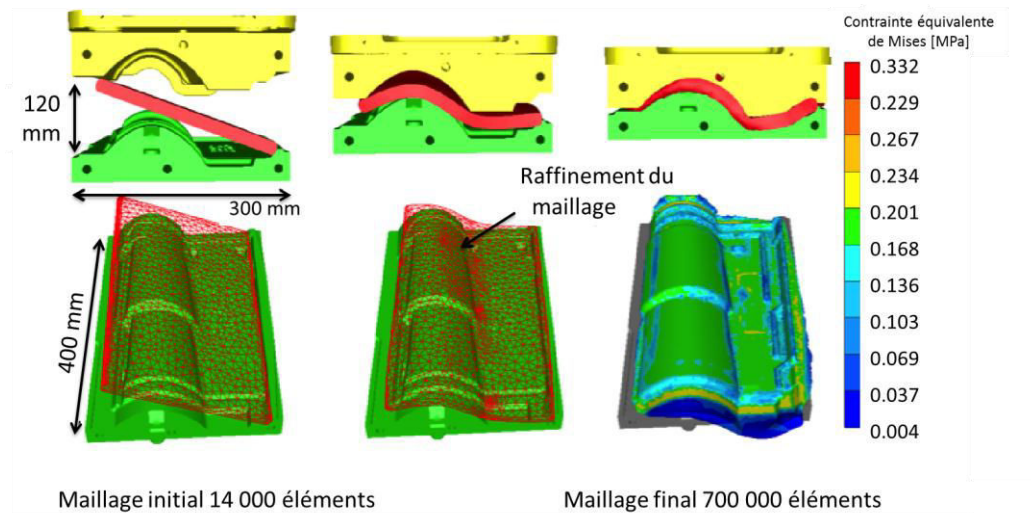 Contrainte équivalente
de Mises [MPa]
0.332
0.229
0.267
0.234
0.201
0.168
0.136
0.103
0.069
0.037
0.004
120
mm
300 mm
Raffinement du
maillage
400 mm
Maillage initial 14 000 éléments
Maillage final 700 000 éléments